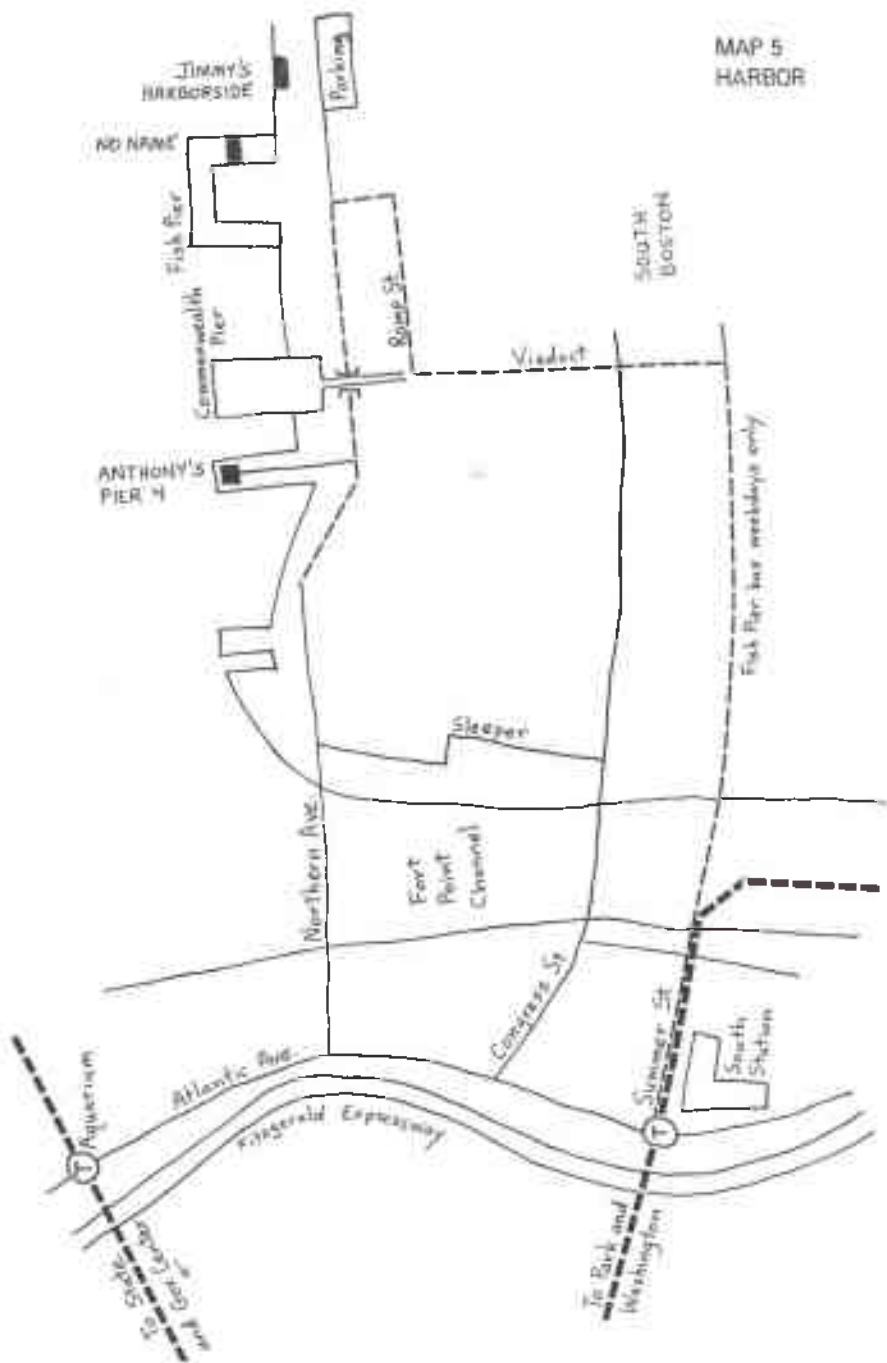 MAP 5
HARBOR
JIMMY'S
HARBORSIDE
Parking
NO NAME
Fish Pier
Commonwealth
Pier
Ramp St
SOUTH
BOSTON
Viaduct
ANTHONY'S
PIER 4
Fish Pier bus weekdays only
Sleeper
Northern Ave
Fort
Point
Channel
Congress St
Summer St
South
Station
Atlantic Ave
Fitzgerald Expressway
T
Aquarium
To State
and Gov Center
T
To Park and
Washington